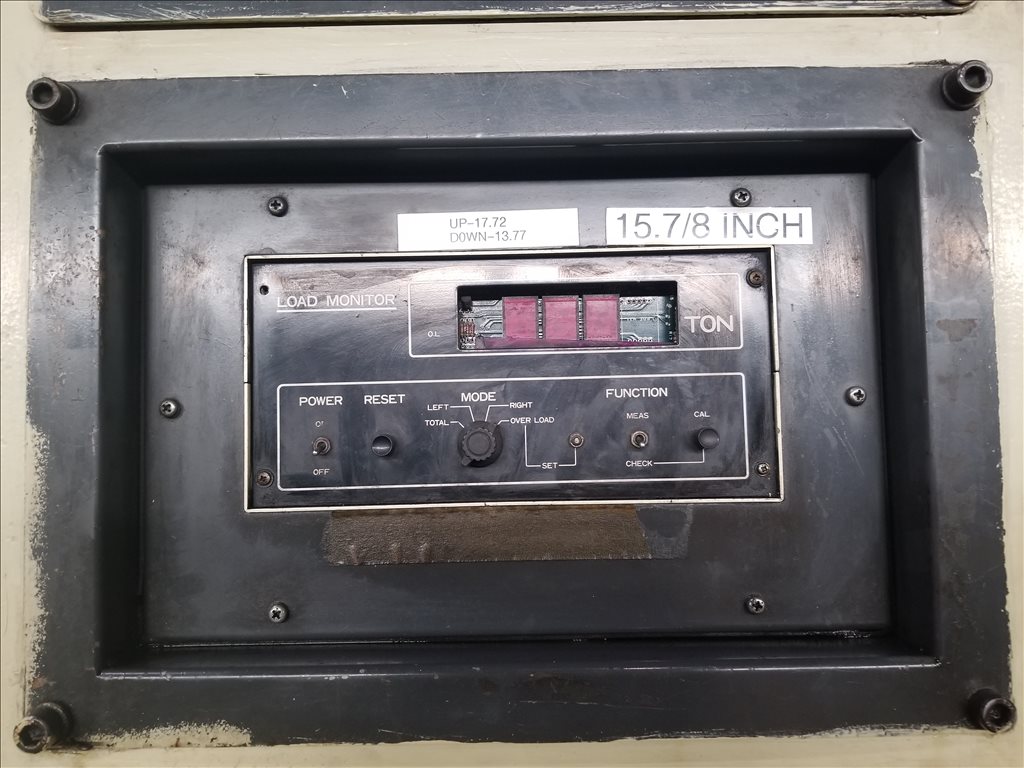 UP-17.72
D0WN-13.77
15.7/8 INCH
LOAD MONITOR
O.L
TON
POWER
RESET
MODE
FUNCTION
LEFT
RIGHT
MEAS
CAL
TOTAL
OVER LOAD
SET
CHECK
OFF